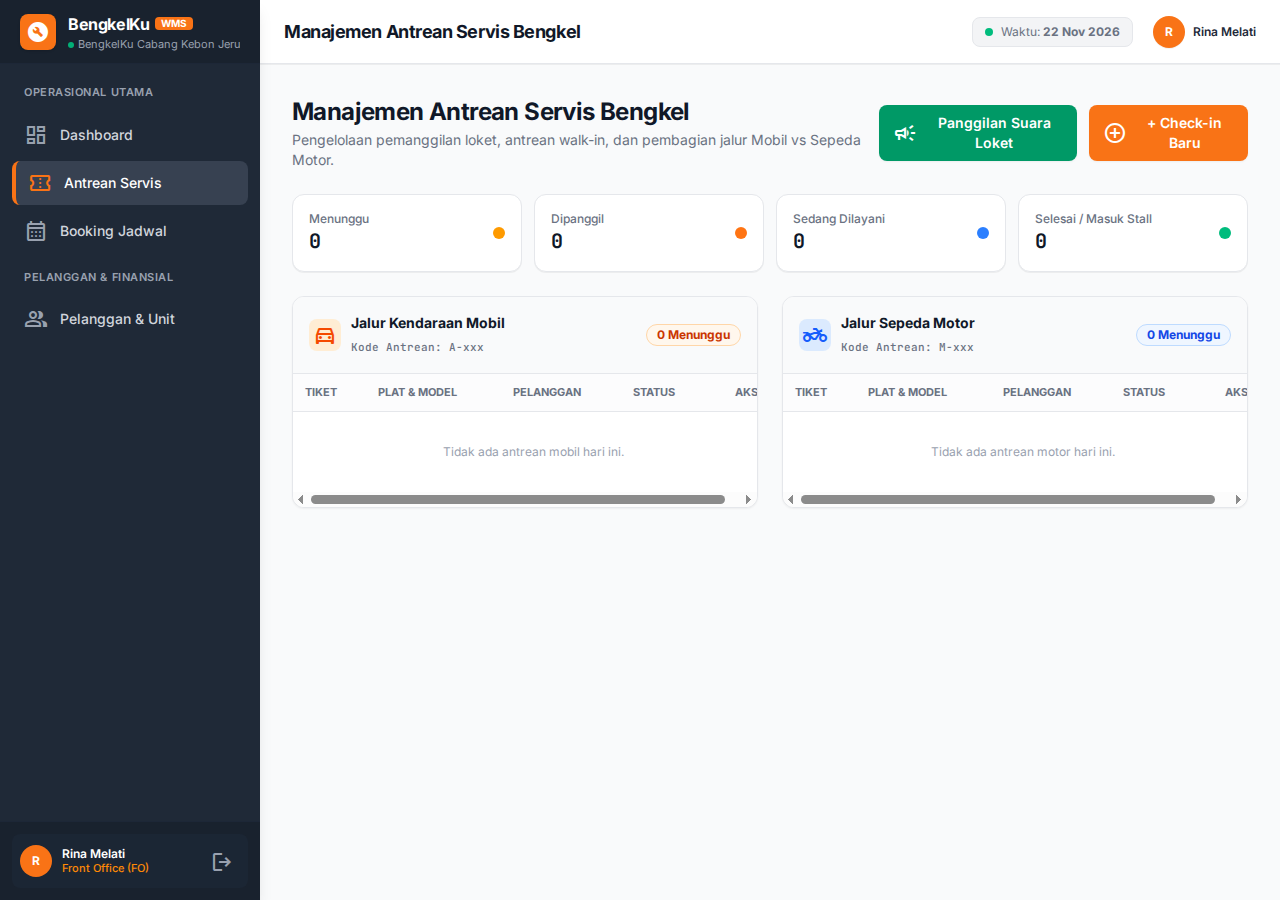 BengkelKu WMS
BengkelKu Cabang Kebon Jeru
OPERASIONAL UTAMA
Dashboard
Antrean Servis
Booking Jadwal
PELANGGAN & FINANSIAL
Pelanggan & Unit
R
Rina Melati
Front Office (FO)
Manajemen Antrean Servis Bengkel
Waktu: 22 Nov 2026
R
Rina Melati
Manajemen Antrean Servis Bengkel
Pengelolaan pemanggilan loket, antrean walk-in, dan pembagian jalur Mobil vs Sepeda
Motor.
Panggilan Suara
Loket
+ Check-in
Baru
Menunggu
0
Dipanggil
0
Sedang Dilayani
0
Selesai / Masuk Stall
0
Jalur Kendaraan Mobil
Kode Antrean: A-xxx
0 Menunggu
TIKET PLAT & MODEL PELANGGAN STATUS AKS
Tidak ada antrean mobil hari ini.
Jalur Sepeda Motor
Kode Antrean: M-xxx
0 Menunggu
TIKET PLAT & MODEL PELANGGAN STATUS AKS
Tidak ada antrean motor hari ini.